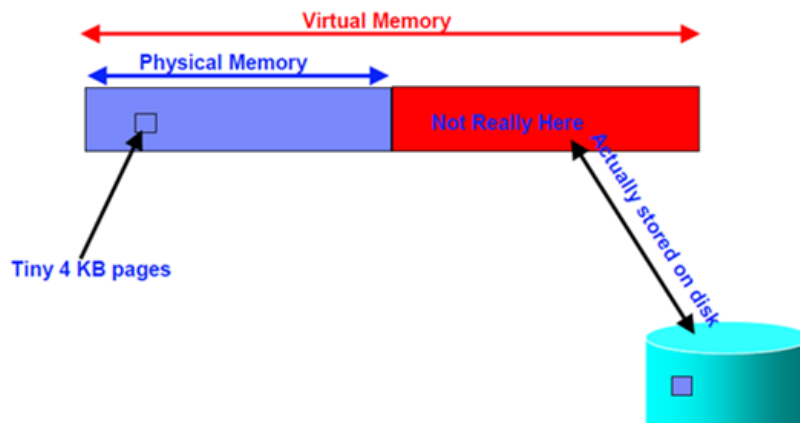 Virtual Memory
Physical Memory
Not Really Here
Actually stored on disk
Tiny 4 KB pages